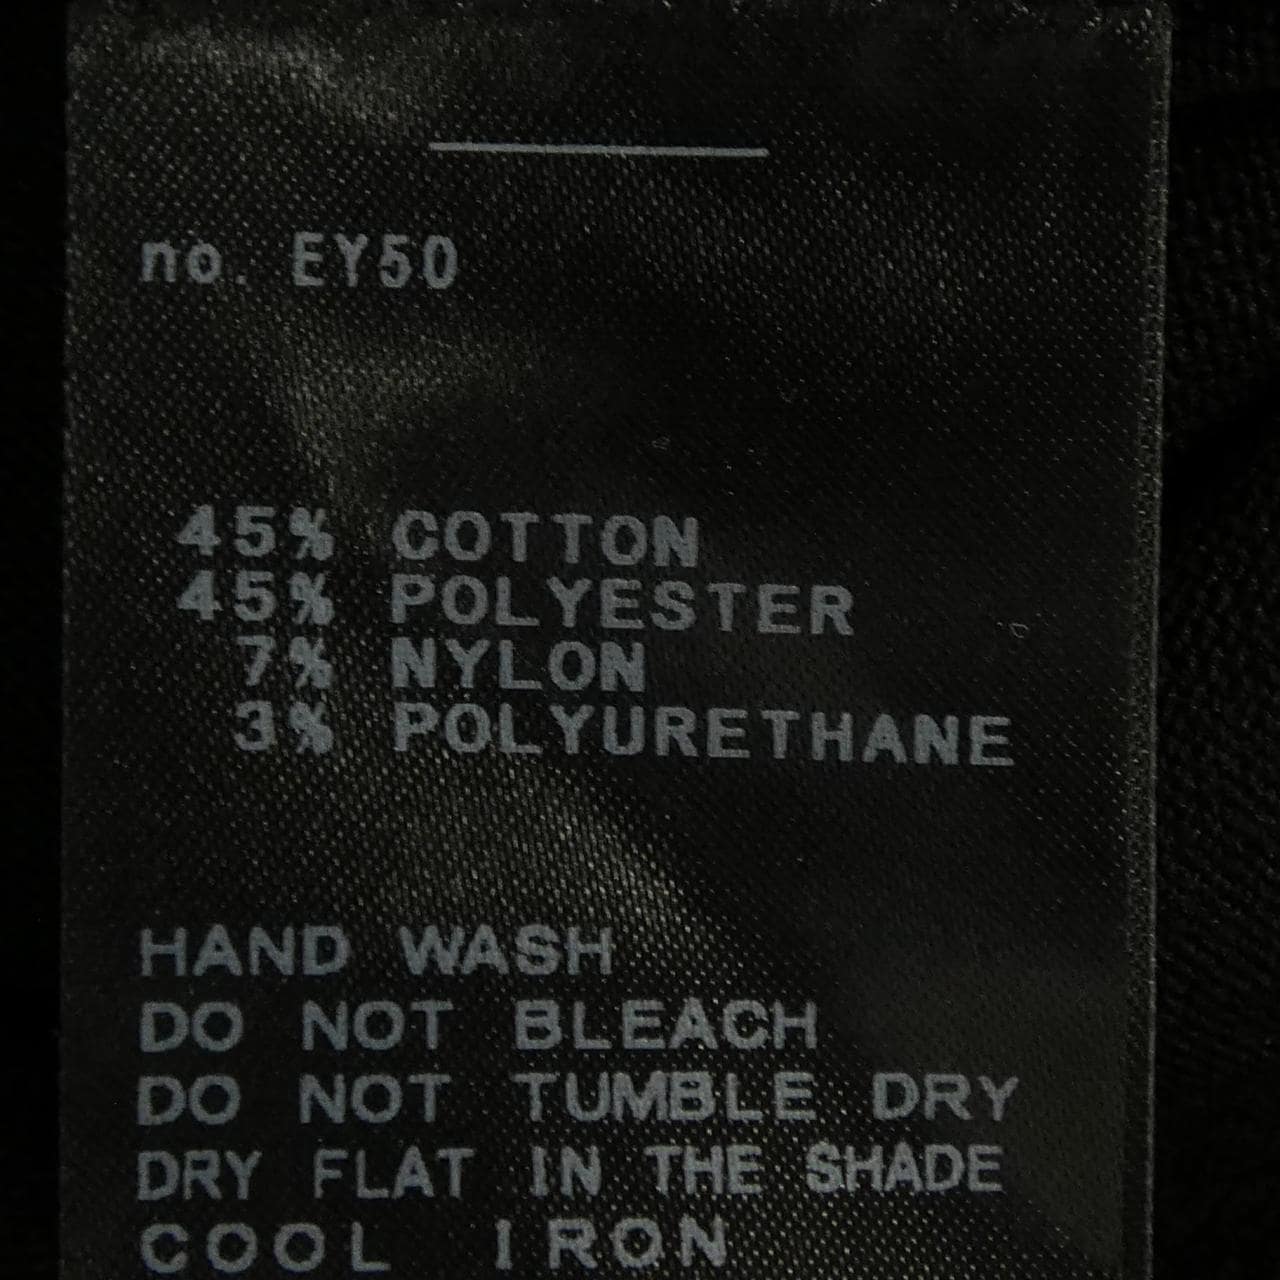 no. EY50
45% COTTON
45% POLYESTER
7% NYLON
3% POLYURETHANE
HAND WASH
DO NOT BLEACH
DO NOT TUMBLE DRY
DRY FLAT IN THE SHADE
COOL IRON